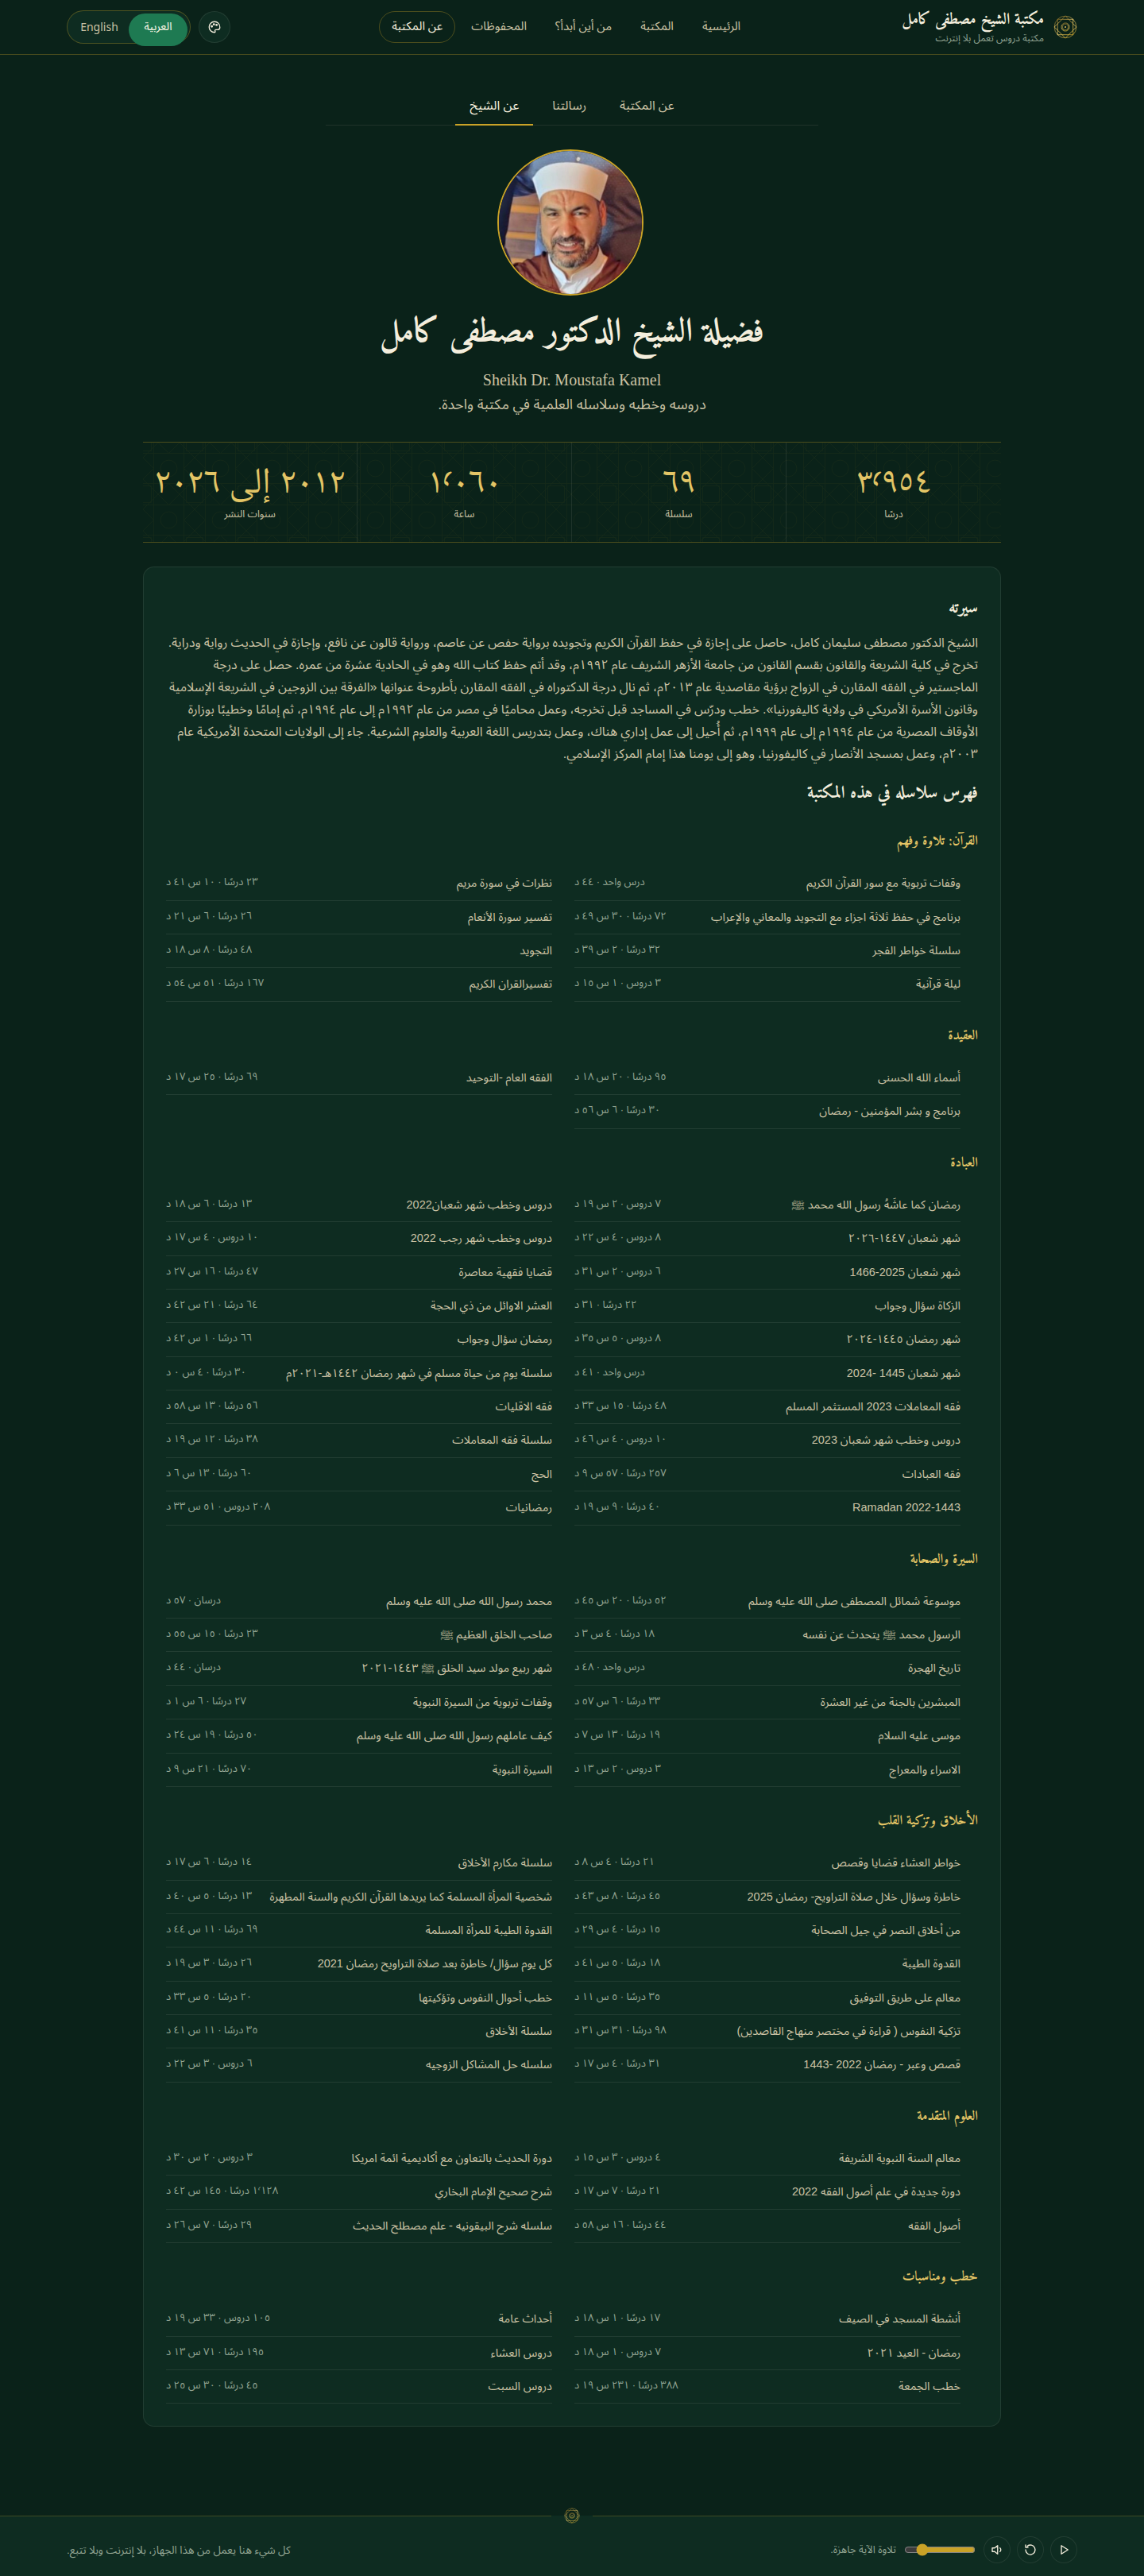 مكتبة الشيخ مصطفى كامل
مكتبة دروس تعمل بلا إنترنت
الرئيسية
المكتبة
من أين أبدأ؟
المحفوظات
عن المكتبة
العربية
English
عن المكتبة
رسالتنا
عن الشيخ
فضيلة الشيخ الدكتور مصطفى كامل
Sheikh Dr. Moustafa Kamel
دروسه وخطبه وسلاسله العلمية في مكتبة واحدة.
٣٬٩٥٤
درسًا
٦٩
سلسلة
١٬٠٦٠
ساعة
٢٠١٢ إلى ٢٠٢٦
سنوات النشر
سيرته
الشيخ الدكتور مصطفى سليمان كامل، حاصل على إجازة في حفظ القرآن الكريم وتجويده برواية حفص عن عاصم، ورواية قالون عن نافع، وإجازة في الحديث رواية ودراية.
تخرج في كلية الشريعة والقانون بقسم القانون من جامعة الأزهر الشريف عام ١٩٩٢م، وقد أتم حفظ كتاب الله وهو في الحادية عشرة من عمره. حصل على درجة
الماجستير في الفقه المقارن في الزواج برؤية مقاصدية عام ٢٠١٣م، ثم نال درجة الدكتوراه في الفقه المقارن بأطروحة عنوانها «الفرقة بين الزوجين في الشريعة الإسلامية
وقانون الأسرة الأمريكي في ولاية كاليفورنيا». خطب ودرّس في المساجد قبل تخرجه، وعمل محاميًا في مصر من عام ١٩٩٢م إلى عام ١٩٩٤م، ثم إمامًا وخطيبًا بوزارة
الأوقاف المصرية من عام ١٩٩٤م إلى عام ١٩٩٩م، ثم أُحيل إلى عمل إداري هناك، وعمل بتدريس اللغة العربية والعلوم الشرعية. جاء إلى الولايات المتحدة الأمريكية عام
٢٠٠٣م، وعمل بمسجد الأنصار في كاليفورنيا، وهو إلى يومنا هذا إمام المركز الإسلامي.
فهرس سلاسله في هذه المكتبة
القرآن: تلاوة وفهم
وقفات تربوية مع سور القرآن الكريم درس واحد · ٤٤ د
نظرات في سورة مريم ٢٣ درسًا · ١٠ س ٤١ د
برنامج في حفظ ثلاثة اجزاء مع التجويد والمعاني والإعراب ٧٢ درسًا · ٣٠ س ٤٩ د
تفسير سورة الأنعام ٢٦ درسًا · ٦ س ٢١ د
سلسلة خواطر الفجر ٣٢ درسًا · ٢ س ٣٩ د
التجويد ٤٨ درسًا · ٨ س ١٨ د
ليلة قرآنية ٣ دروس · ١ س ١٥ د
تفسيرالقران الكريم ١٦٧ درسًا · ٥١ س ٥٤ د
العقيدة
أسماء الله الحسنى ٩٥ درسًا · ٢٠ س ١٨ د
الفقه العام -التوحيد ٦٩ درسًا · ٢٥ س ١٧ د
برنامج و بشر المؤمنين - رمضان ٣٠ درسًا · ٦ س ٥٦ د
العبادة
رمضان كما عاشَهُ رسول الله محمد ﷺ ٧ دروس · ٢ س ١٩ د
دروس وخطب شهر شعبان2022 ١٣ درسًا · ٦ س ١٨ د
شهر شعبان ١٤٤٧-٢٠٢٦ ٨ دروس · ٤ س ٢٢ د
دروس وخطب شهر رجب 2022 ١٠ دروس · ٤ س ١٧ د
شهر شعبان 2025-1466 ٦ دروس · ٢ س ٣١ د
قضايا فقهية معاصرة ٤٧ درسًا · ١٦ س ٢٧ د
الزكاة سؤال وجواب ٢٢ درسًا · ٣١ د
العشر الاوائل من ذي الحجة ٦٤ درسًا · ٢١ س ٤٢ د
شهر رمضان ١٤٤٥-٢٠٢٤ ٨ دروس · ٥ س ٣٥ د
رمضان سؤال وجواب ٦٦ درسًا · ١ س ٤٢ د
شهر شعبان 1445 -2024 درس واحد · ٤١ د
سلسلة يوم من حياة مسلم في شهر رمضان ١٤٤٢هـ-٢٠٢١م ٣٠ درسًا · ٤ س ٠ د
فقه المعاملات 2023 المستثمر المسلم ٤٨ درسًا · ١٥ س ٣٣ د
فقه الاقليات ٥٦ درسًا · ١٣ س ٥٨ د
دروس وخطب شهر شعبان 2023 ١٠ دروس · ٤ س ٤٦ د
سلسلة فقه المعاملات ٣٨ درسًا · ١٢ س ١٩ د
فقه العبادات ٢٥٧ درسًا · ٥٧ س ٩ د
الحج ٦٠ درسًا · ١٣ س ٦ د
Ramadan 2022-1443 ٤٠ درسًا · ٩ س ١٩ د
رمضانيات ٢٠٨ دروس · ٥١ س ٣٣ د
السيرة والصحابة
موسوعة شمائل المصطفى صلى الله عليه وسلم ٥٢ درسًا · ٢٠ س ٤٥ د
محمد رسول الله صلى الله عليه وسلم درسان · ٥٧ د
الرسول محمد ﷺ يتحدث عن نفسه ١٨ درسًا · ٤ س ٣ د
صاحب الخلق العظيم ﷺ ٢٣ درسًا · ١٥ س ٥٥ د
تاريخ الهجرة درس واحد · ٤٨ د
شهر ربيع مولد سيد الخلق ﷺ ١٤٤٣-٢٠٢١ درسان · ٤٤ د
المبشرين بالجنة من غير العشرة ٣٣ درسًا · ٦ س ٥٧ د
وقفات تربوية من السيرة النبوية ٢٧ درسًا · ٦ س ١ د
موسى عليه السلام ١٩ درسًا · ١٣ س ٧ د
كيف عاملهم رسول الله صلى الله عليه وسلم ٥٠ درسًا · ١٩ س ٢٤ د
الاسراء والمعراج ٣ دروس · ٢ س ١٣ د
السيرة النبوية ٧٠ درسًا · ٢١ س ٩ د
الأخلاق وتزكية القلب
خواطر العشاء قضايا وقصص ٢١ درسًا · ٤ س ٨ د
سلسلة مكارم الأخلاق ١٤ درسًا · ٦ س ١٧ د
خاطرة وسؤال خلال صلاة التراويح- رمضان 2025 ٤٥ درسًا · ٨ س ٤٣ د
شخصية المرأة المسلمة كما يريدها القرآن الكريم والسنة المطهرة ١٣ درسًا · ٥ س ٤٠ د
من أخلاق النصر في جيل الصحابة ١٥ درسًا · ٤ س ٢٩ د
القدوة الطيبة للمرأة المسلمة ٦٩ درسًا · ١١ س ٤٤ د
القدوة الطيبة ١٨ درسًا · ٥ س ٤١ د
كل يوم سؤال/ خاطرة بعد صلاة التراويح رمضان 2021 ٢٦ درسًا · ٣ س ١٩ د
معالم على طريق التوفيق ٣٥ درسًا · ٥ س ١١ د
خطب أحوال النفوس وتؤكيتها ٢٠ درسًا · ٥ س ٣٣ د
تزكية النفوس ( قراءة في مختصر منهاج القاصدين) ٩٨ درسًا · ٣١ س ٣١ د
سلسلة الأخلاق ٣٥ درسًا · ١١ س ٤١ د
قصص وعبر - رمضان 2022 -1443 ٣١ درسًا · ٤ س ١٧ د
سلسله حل المشاكل الزوجيه ٦ دروس · ٣ س ٢٢ د
العلوم المتقدمة
معالم السنة النبوية الشريفة ٤ دروس · ٣ س ١٥ د
دورة الحديث بالتعاون مع أكاديمية ائمة امريكا ٣ دروس · ٢ س ٣٠ د
دورة جديدة في علم أصول الفقه 2022 ٢١ درسًا · ٧ س ١٧ د
شرح صحيح الإمام البخاري ١٬١٢٨ درسًا · ١٤٥ س ٤٢ د
أصول الفقه ٤٤ درسًا · ١٦ س ٥٨ د
سلسله شرح البيقونيه - علم مصطلح الحديث ٢٩ درسًا · ٧ س ٢٦ د
خطب ومناسبات
أنشطة المسجد في الصيف ١٧ درسًا · ١ س ١٨ د
أحداث عامة ١٠٥ دروس · ٣٣ س ١٩ د
رمضان - العيد ٢٠٢١ ٧ دروس · ١ س ١٨ د
دروس العشاء ١٩٥ درسًا · ٧١ س ١٣ د
خطب الجمعة ٣٨٨ درسًا · ٢٣١ س ١٩ د
دروس السبت ٤٥ درسًا · ٣٠ س ٢٥ د
تلاوة الآية جاهزة.
كل شيء هنا يعمل من هذا الجهاز، بلا إنترنت وبلا تتبع.